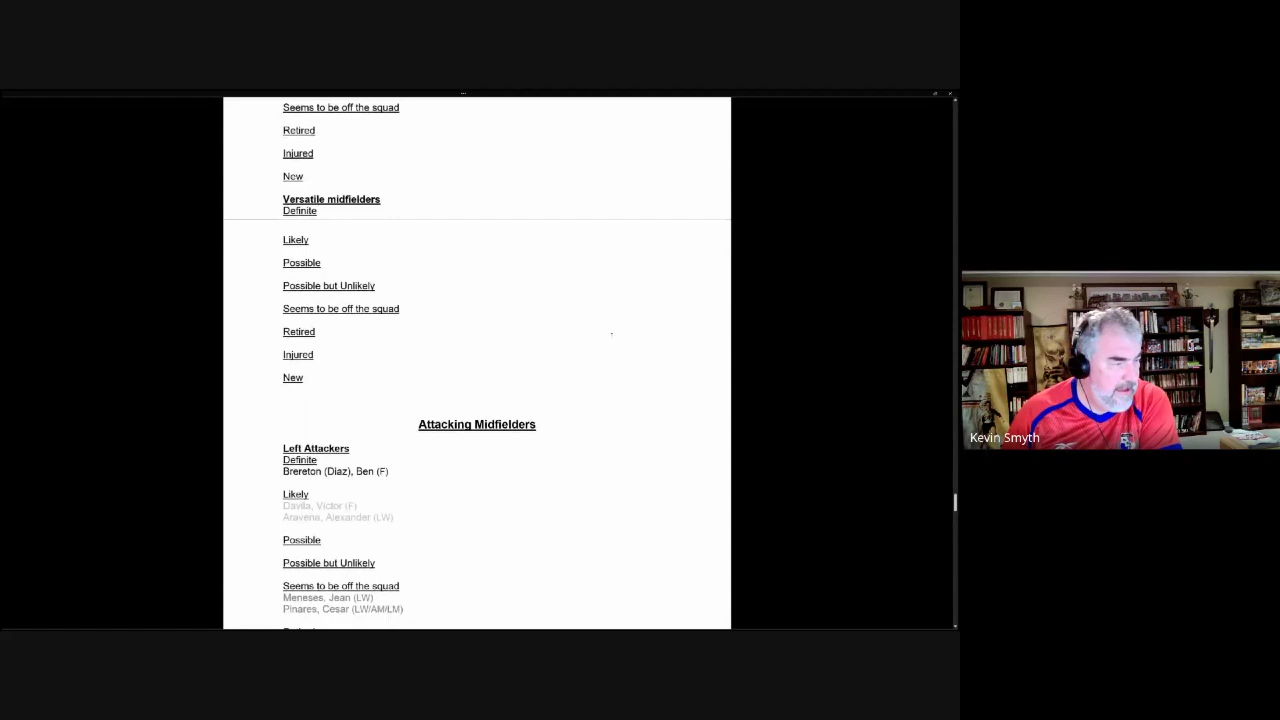 Seems to be off the squad
Retired
Injured
New
Versatile midfielders
Definite
Likely
Possible
Possible but Unlikely
Seems to be off the squad
Retired
Injured
New
Attacking Midfielders
Left Attackers
Definite
Brereton (Diaz), Ben (F)
Likely
Davila, Victor (F)
Aravena, Alexander (LW)
Possible
Possible but Unlikely
Seems to be off the squad
Meneses, Jean (LW)
Pinares, Cesar (LW/AM/LM)
Kevin Smyth